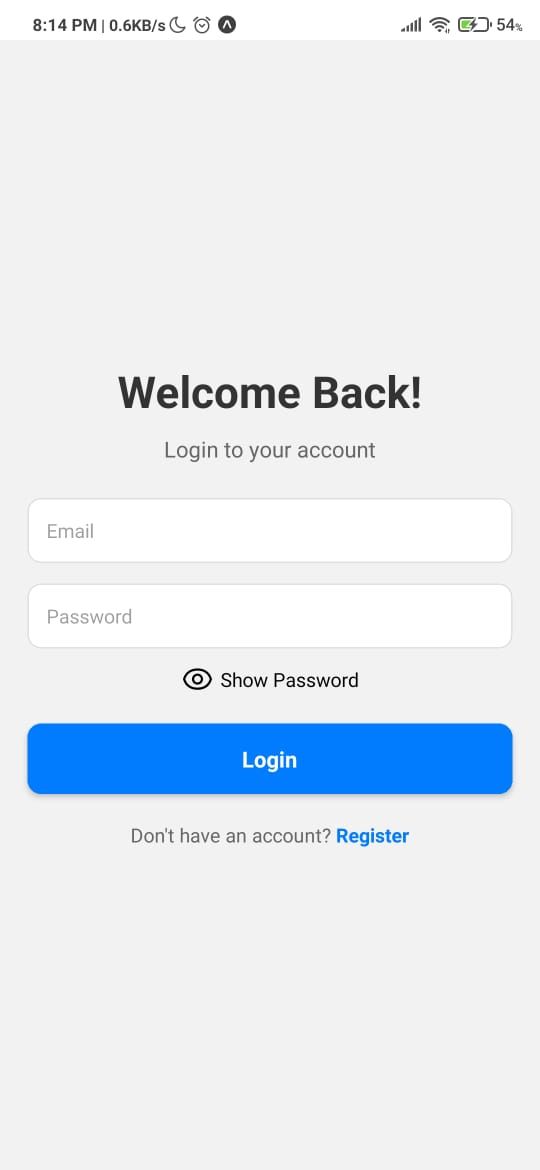 8:14 PM | 0.6KB/s 54%
Welcome Back!
Login to your account
Email
Password
Show Password
Login
Don't have an account? Register